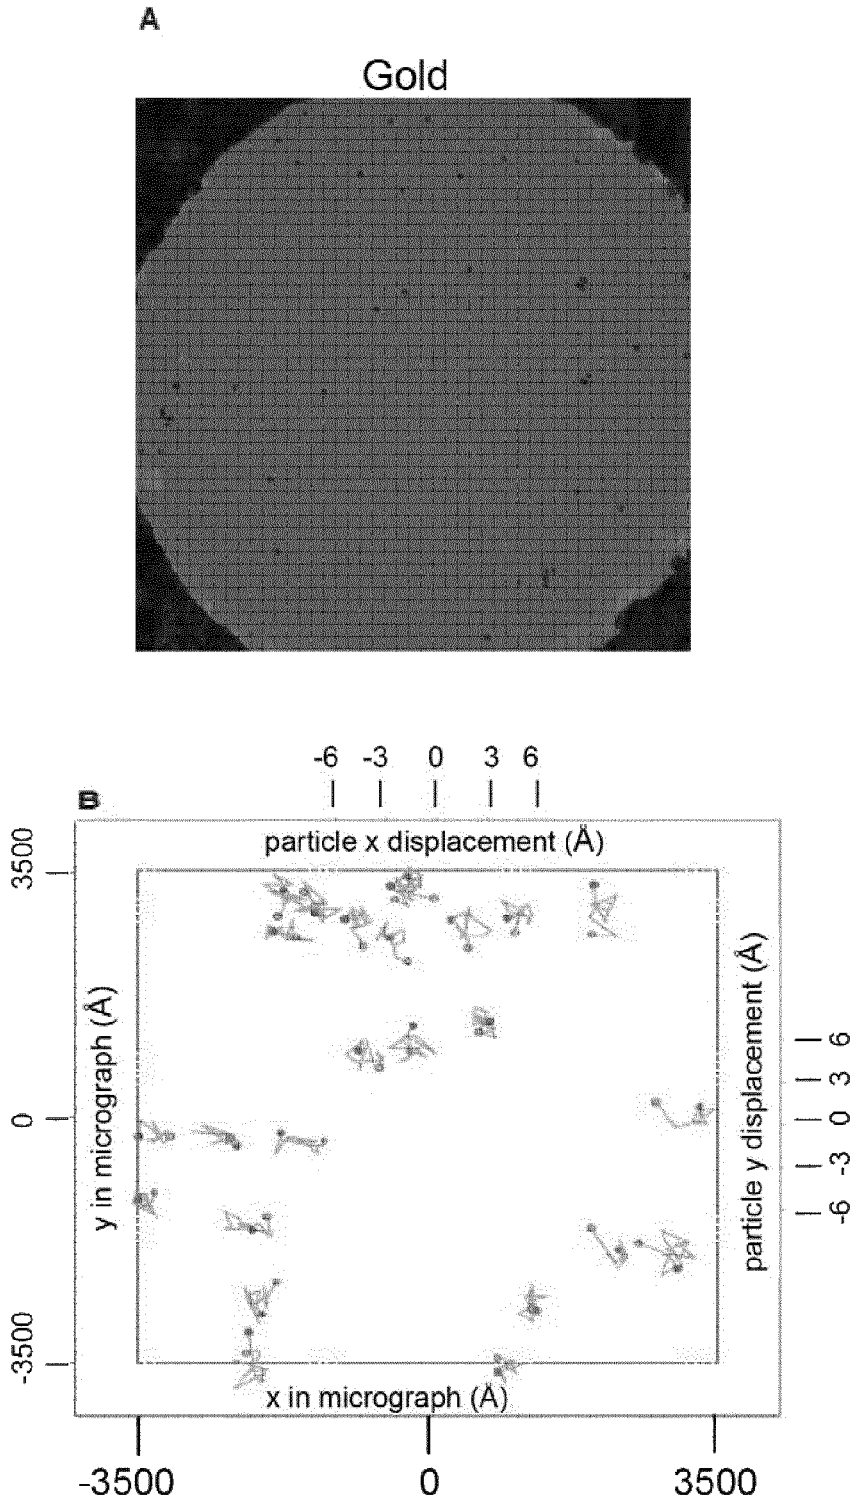 A
Gold
-6 -3 0 3 6
B
particle x displacement (Å)
3500
0
-3500
y in micrograph (Å)
particle y displacement (Å)
6
3
0
-3
-6
x in micrograph (Å)
-3500 0 3500